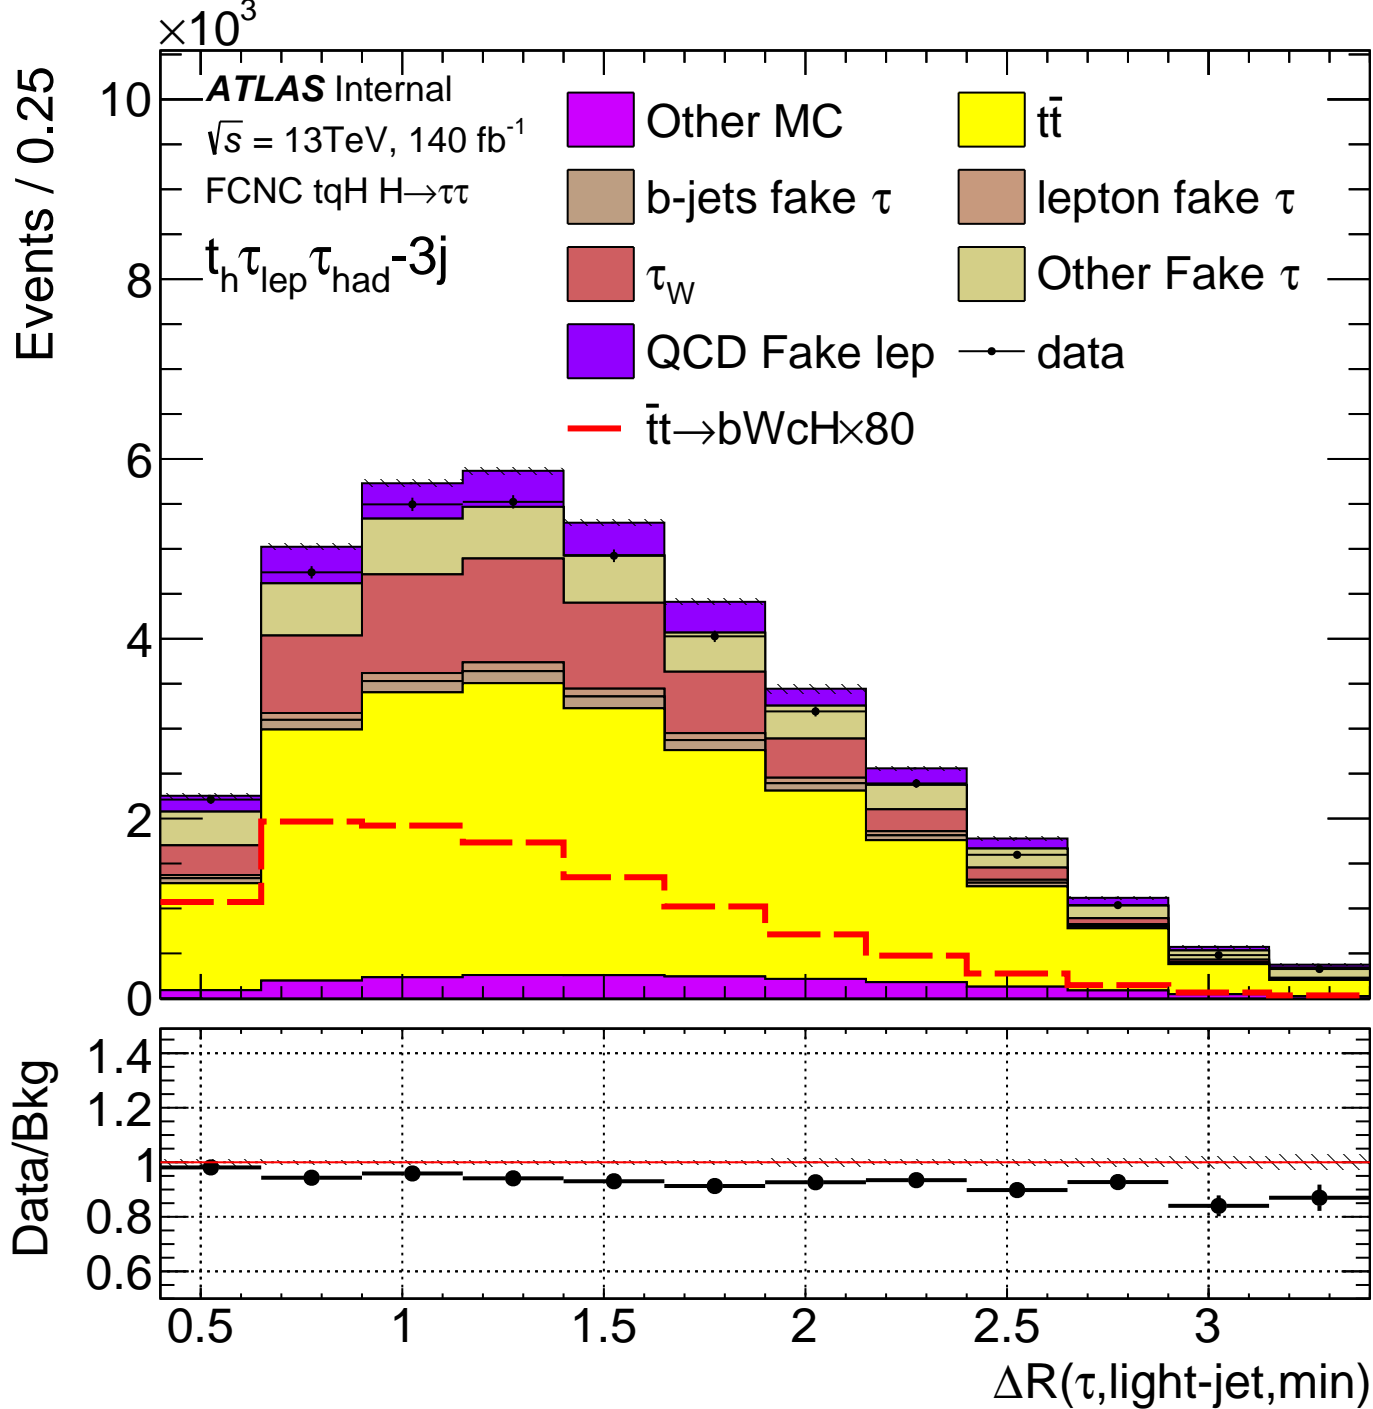 ×10³
Events / 0.25
10
8
6
4
2
0
ATLAS Internal
√s = 13TeV, 140 fb⁻¹
FCNC tqH H→ττ
t_h τ_lep τ_had-3j
Other MC
tt̄
b-jets fake τ
lepton fake τ
τ_W
Other Fake τ
QCD Fake lep
data
t̄t→bWcH×80
Data/Bkg
1.4
1.2
1
0.8
0.6
0.5 1 1.5 2 2.5 3
ΔR(τ,light-jet,min)